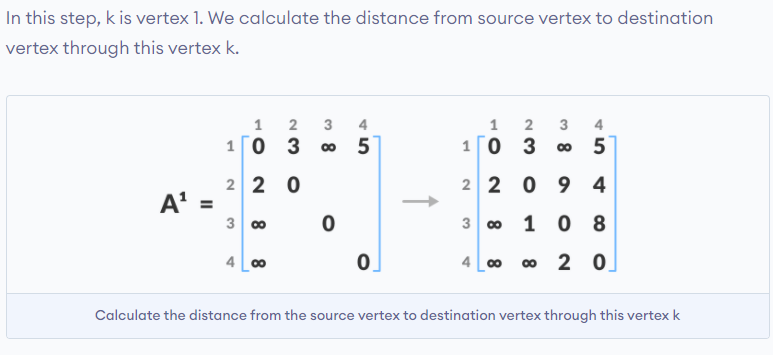 In this step, k is vertex 1. We calculate the distance from source vertex to destination
vertex through this vertex k.
1 2 3 4 1 2 3 4
1 0 3 ∞ 5 1 0 3 ∞ 5
2 2 0 2 2 0 9 4
A¹ =
3 ∞ 0 3 ∞ 1 0 8
4 ∞ 0 4 ∞ ∞ 2 0
Calculate the distance from the source vertex to destination vertex through this vertex k